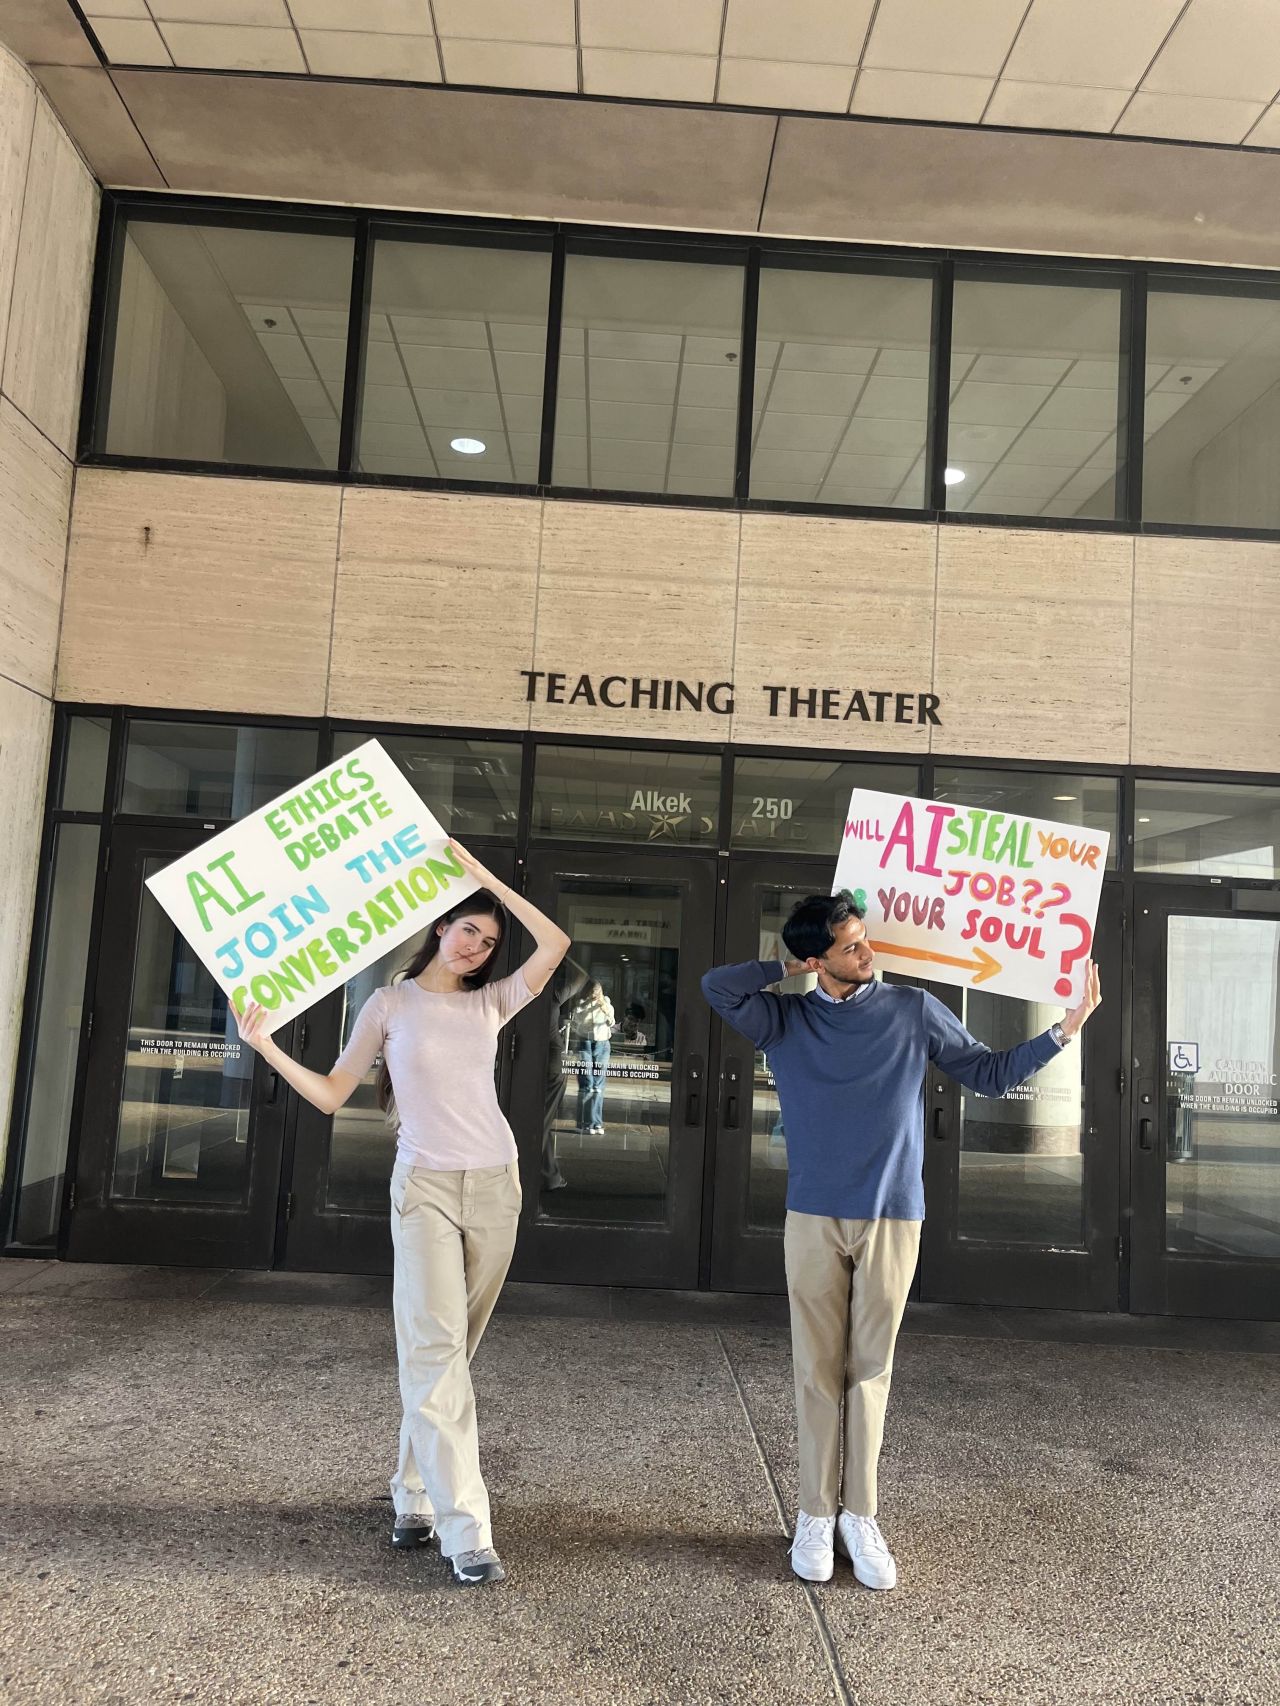 TEACHING THEATER
Alkek 250
AI ETHICS
DEBATE
JOIN THE
CONVERSATION
WILL AI STEAL YOUR
JOB??
YOUR SOUL?
THIS DOOR TO REMAIN UNLOCKED
WHEN THE BUILDING IS OCCUPIED
THIS DOOR TO REMAIN UNLOCKED
WHEN THE BUILDING IS OCCUPIED
CAUTION
AUTOMATIC
DOOR
THIS DOOR TO REMAIN UNLOCKED
WHEN THE BUILDING IS OCCUPIED